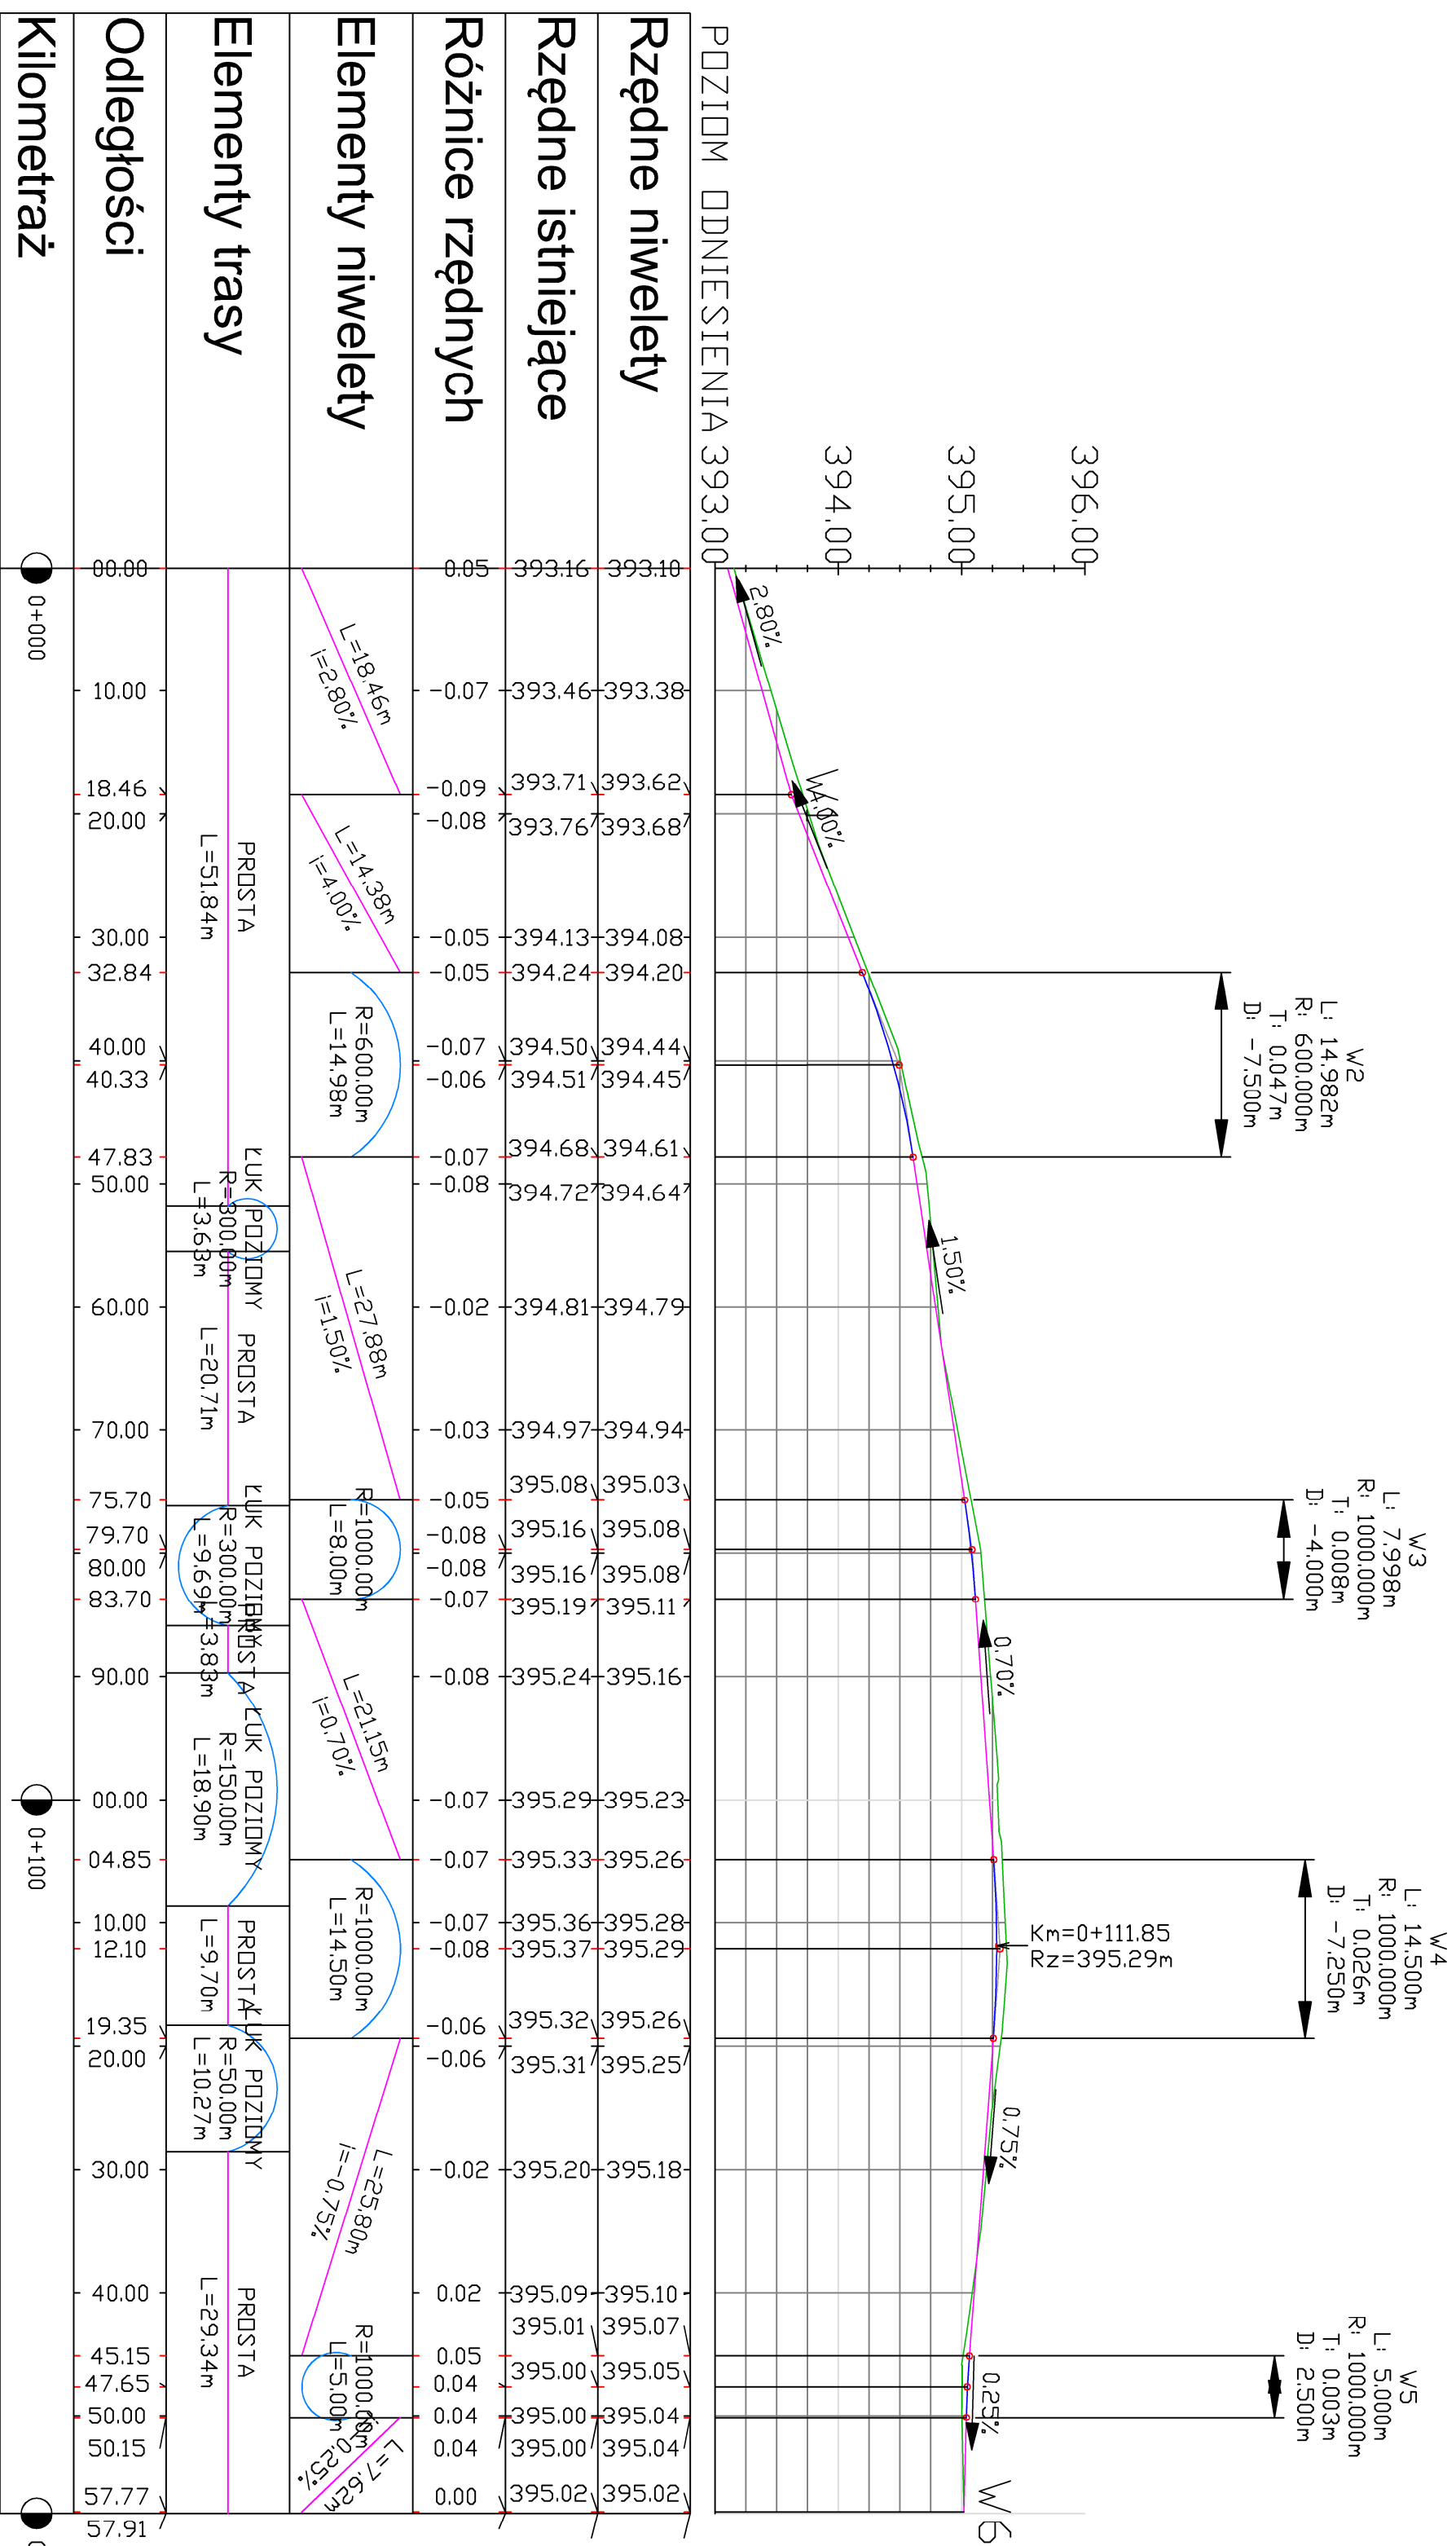 W2
L: 14.982m
R: 600.000m
T: 0.047m
D: -7.500m
W3
L: 7.998m
R: 1000.000m
T: 0.008m
D: -4.000m
W4
L: 14.500m
R: 1000.000m
T: 0.026m
D: -7.250m
W5
L: 5.000m
R: 1000.000m
T: 0.003m
D: 2.500m
396.00
395.00
394.00
POZIOM ODNIESIENIA 393.00
2.80%
4.00%
1.50%
0.70%
Km=0+111.85
Rz=395.29m
0.75%
0.25%
W6
Rzędne niwelety
393.10 393.38 393.62 393.68 394.08 394.20 394.44 394.45 394.61 394.64 394.79 394.94 395.03 395.08 395.08 395.11 395.16 395.23 395.26 395.28 395.29 395.26 395.25 395.18 395.10 395.07 395.05 395.04 395.04 395.02
Rzędne istniejące
393.16 393.46 393.71 393.76 394.13 394.24 394.50 394.51 394.68 394.72 394.81 394.97 395.08 395.16 395.16 395.19 395.24 395.29 395.33 395.36 395.37 395.32 395.31 395.20 395.09 395.01 395.00 395.00 395.00 395.02
Różnice rzędnych
0.05 -0.07 -0.09 -0.08 -0.05 -0.05 -0.07 -0.06 -0.07 -0.08 -0.02 -0.03 -0.05 -0.08 -0.08 -0.07 -0.08 -0.07 -0.07 -0.07 -0.08 -0.06 -0.06 -0.02 0.02 0.05 0.04 0.04 0.04 0.00
Elementy niwelety
L=18.46m
i=2.80%
L=14.38m
i=4.00%
R=600.00m
L=14.98m
L=27.88m
i=1.50%
R=1000.00m
L=8.00m
L=21.15m
i=0.70%
R=1000.00m
L=14.50m
L=25.80m
i=-0.75%
R=1000.00m
L=5.00m
L=7.62m
i=-0.25%
Elementy trasy
PROSTA
L=51.84m
ŁUK POZIOMY
R=300.00m
L=3.63m
PROSTA
L=20.71m
ŁUK POZIOMY
R=300.00m
L=9.69m
PROSTA
L=3.83m
ŁUK POZIOMY
R=150.00m
L=18.90m
PROSTA
L=9.70m
ŁUK POZIOMY
R=50.00m
L=10.27m
PROSTA
L=29.34m
Odległości
00.00 10.00 18.46 20.00 30.00 32.84 40.00 40.33 47.83 50.00 60.00 70.00 75.70 79.70 80.00 83.70 90.00 00.00 04.85 10.00 12.10 19.35 20.00 30.00 40.00 45.15 47.65 50.00 50.15 57.77 57.91
Kilometraż
0+000
0+100